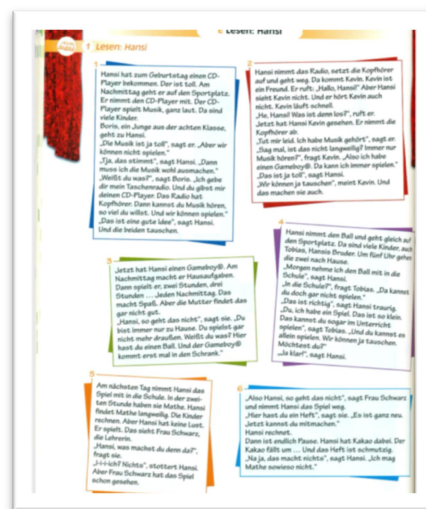 Lesen: Hansi
1 Lesen: Hansi
1
Hansi hat zum Geburtstag einen CD-
Player bekommen. Der ist toll. Am
Nachmittag geht er auf den Sportplatz.
Er nimmt den CD-Player mit. Der CD-
Player spielt Musik, ganz laut. Da sind
viele Kinder.
Boris, ein Junge aus der achten Klasse,
geht zu Hansi.
„Die Musik ist ja toll", sagt er. „Aber wir
können nicht spielen."
„Tja, das stimmt", sagt Hansi. „Dann
muss ich die Musik wohl ausmachen."
„Weißt du was?", sagt Boris. „Ich gebe
dir mein Taschenradio. Und du gibst mir
deinen CD-Player. Das Radio hat
Kopfhörer. Dann kannst du Musik hören,
so viel du willst. Und wir können spielen."
„Das ist eine gute Idee", sagt Hansi.
Und die beiden tauschen.
2
Hansi nimmt das Radio, setzt die Kopfhörer
auf und geht weg. Da kommt Kevin. Kevin ist
ein Freund. Er ruft: „Hallo, Hansi!" Aber Hansi
sieht Kevin nicht. Und er hört Kevin auch
nicht. Kevin läuft schnell.
„He, Hansi! Was ist denn los?", ruft er.
Jetzt hat Hansi Kevin gesehen. Er nimmt die
Kopfhörer ab.
„Tut mir leid. Ich habe Musik gehört", sagt er.
„Sag mal, ist das nicht langweilig? Immer nur
Musik hören?", fragt Kevin. „Also ich habe
einen Gameboy®. Da kann ich immer spielen."
„Das ist ja toll", sagt Hansi.
„Wir können ja tauschen", meint Kevin. Und
das machen sie auch.
3
Jetzt hat Hansi einen Gameboy®. Am
Nachmittag macht er Hausaufgaben.
Dann spielt er, zwei Stunden, drei
Stunden ... Jeden Nachmittag. Das
macht Spaß. Aber die Mutter findet das
gar nicht gut.
„Hansi, so geht das nicht", sagt sie. „Du
bist immer nur zu Hause. Du spielst gar
nicht mehr draußen. Weißt du was? Hier
hast du einen Ball. Und der Gameboy®
kommt erst mal in den Schrank."
4
Hansi nimmt den Ball und geht gleich auf
den Sportplatz. Da sind viele Kinder, auch
Tobias, Hansis Bruder. Um fünf Uhr gehen
die zwei nach Hause.
„Morgen nehme ich den Ball mit in die
Schule", sagt Hansi.
„In die Schule?", fragt Tobias. „Da kannst
du doch gar nicht spielen."
„Das ist richtig", sagt Hansi traurig.
„Du, ich habe ein Spiel. Das ist so klein.
Das kannst du sogar im Unterricht
spielen", sagt Tobias. „Und du kannst es
allein spielen. Wir können ja tauschen.
Möchtest du?"
„Ja klar!", sagt Hansi.
5
Am nächsten Tag nimmt Hansi das
Spiel mit in die Schule. In der zwei-
ten Stunde haben sie Mathe. Hansi
findet Mathe langweilig. Die Kinder
rechnen. Aber Hansi hat keine Lust.
Er spielt. Das sieht Frau Schwarz,
die Lehrerin.
„Hansi, was machst du denn da?",
fragt sie.
„I-i-i-ich? Nichts", stottert Hansi.
Aber Frau Schwarz hat das Spiel
schon gesehen.
6
„Also Hansi, so geht das nicht", sagt Frau Schwarz
und nimmt Hansi das Spiel weg.
„Hier hast du ein Heft", sagt sie. „Es ist ganz neu.
Jetzt kannst du mitmachen."
Hansi rechnet.
Dann ist endlich Pause. Hansi hat Kakao dabei. Der
Kakao fällt um ... Und das Heft ist schmutzig.
„Na ja, das macht nichts", sagt Hansi. „Ich mag
Mathe sowieso nicht."